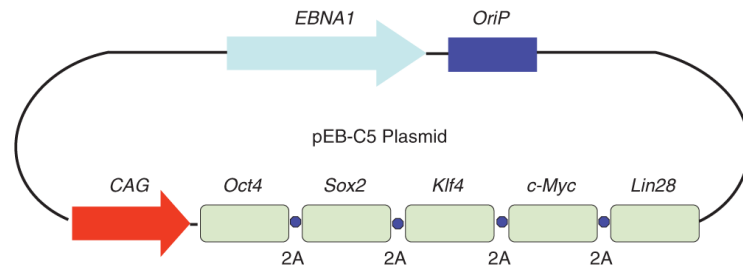 EBNA1 OriP
pEB-C5 Plasmid
CAG Oct4 Sox2 Klf4 c-Myc Lin28
2A 2A 2A 2A